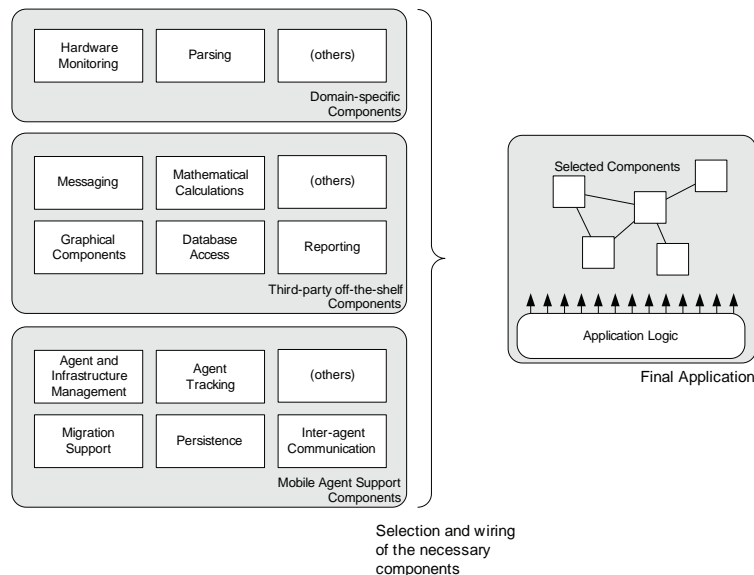 Hardware
Monitoring
Parsing
(others)
Domain-specific
Components
Messaging
Mathematical
Calculations
(others)
Graphical
Components
Database
Access
Reporting
Third-party off-the-shelf
Components
Agent and
Infrastructure
Management
Agent
Tracking
(others)
Migration
Support
Persistence
Inter-agent
Communication
Mobile Agent Support
Components
Selection and wiring
of the necessary
components
Selected Components
Application Logic
Final Application